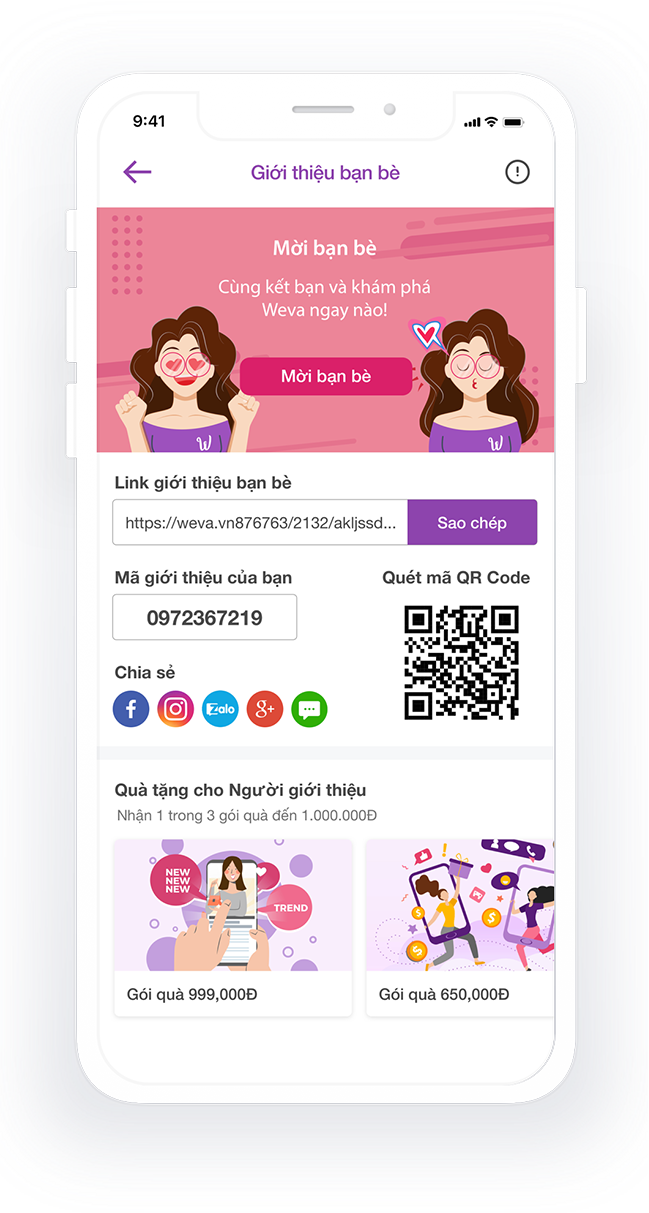 9:41
Giới thiệu bạn bè
Mời bạn bè
Cùng kết bạn và khám phá
Weva ngay nào!
Mời bạn bè
W
W
Link giới thiệu bạn bè
https://weva.vn876763/2132/akljssd...
Sao chép
Mã giới thiệu của bạn
Quét mã QR Code
0972367219
Chia sẻ
f
Zalo
g+
Quà tặng cho Người giới thiệu
Nhận 1 trong 3 gói quà đến 1.000.000Đ
NEW
NEW
NEW
TREND
Gói quà 999,000Đ
Gói quà 650,000Đ